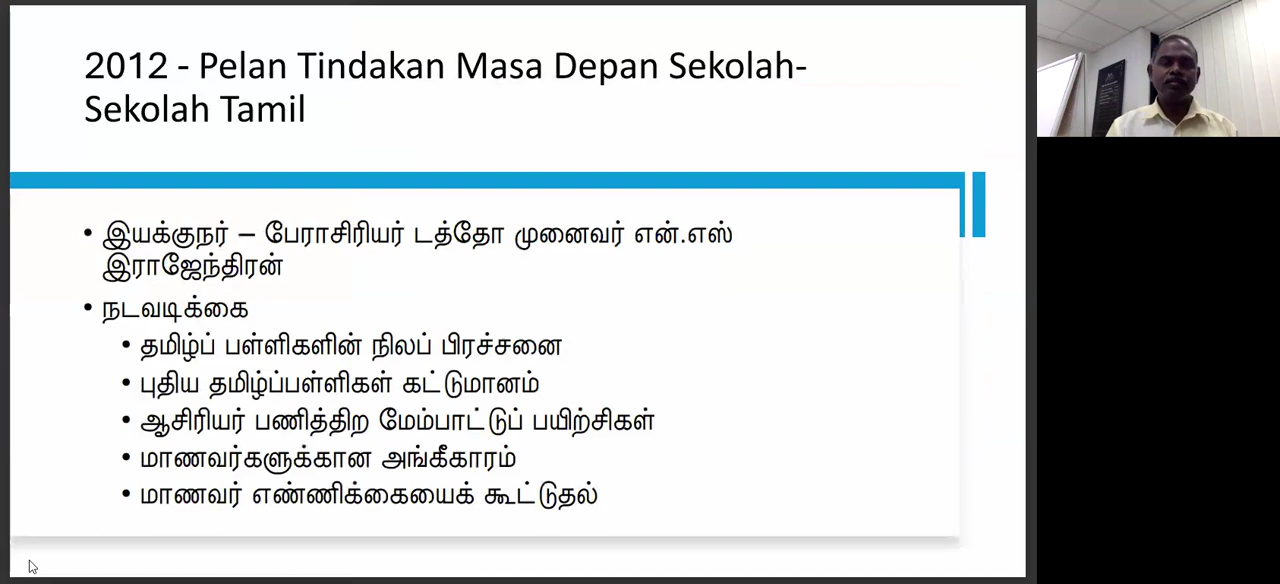 2012 - Pelan Tindakan Masa Depan Sekolah-
Sekolah Tamil
• இயக்குநர் – பேராசிரியர் டத்தோ முனைவர் என்.எஸ்
இராஜேந்திரன்
• நடவடிக்கை
• தமிழ்ப் பள்ளிகளின் நிலப் பிரச்சனை
• புதிய தமிழ்ப்பள்ளிகள் கட்டுமானம்
• ஆசிரியர் பணித்திற மேம்பாட்டுப் பயிற்சிகள்
• மாணவர்களுக்கான அங்கீகாரம்
• மாணவர் எண்ணிக்கையைக் கூட்டுதல்